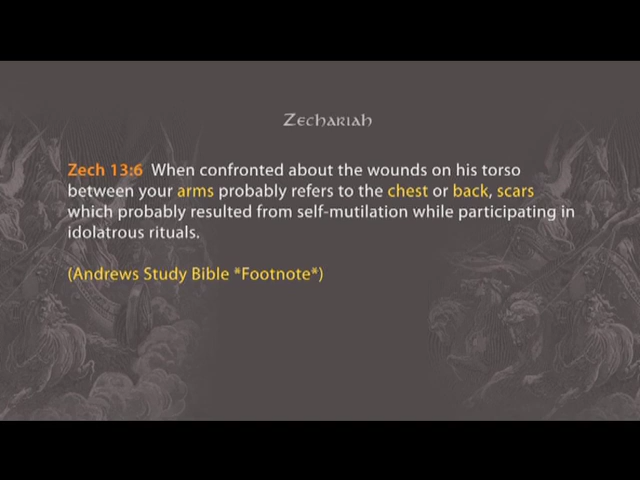 Zechariah
Zech 13:6 When confronted about the wounds on his torso
between your arms probably refers to the chest or back, scars
which probably resulted from self-mutilation while participating in
idolatrous rituals.
(Andrews Study Bible *Footnote*)